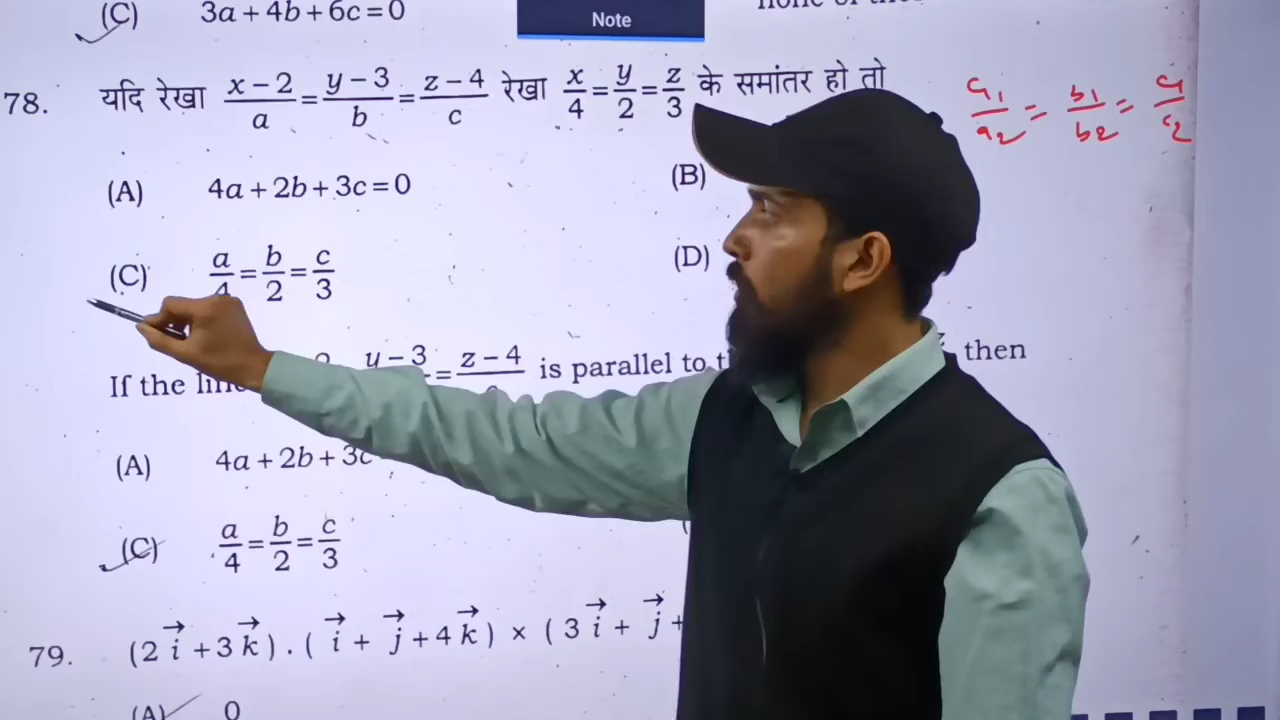 (C) 3a + 4b + 6c = 0
Note
78. यदि रेखा (x − 2)/a = (y − 3)/b = (z − 4)/c रेखा x/4 = y/2 = z/3 के समांतर हो तो
a₁/a₂ = b₁/b₂ = c₁/c₂
(A) 4a + 2b + 3c = 0 (B)
(C) a/4 = b/2 = c/3 (D)
If the line (y − 3) = (z − 4) is parallel to then
(A) 4a + 2b + 3c
(C) a/4 = b/2 = c/3
79. (2i⃗ + 3k⃗) . (i⃗ + j⃗ + 4k⃗) × (3i⃗ + j⃗ +
(A) 0